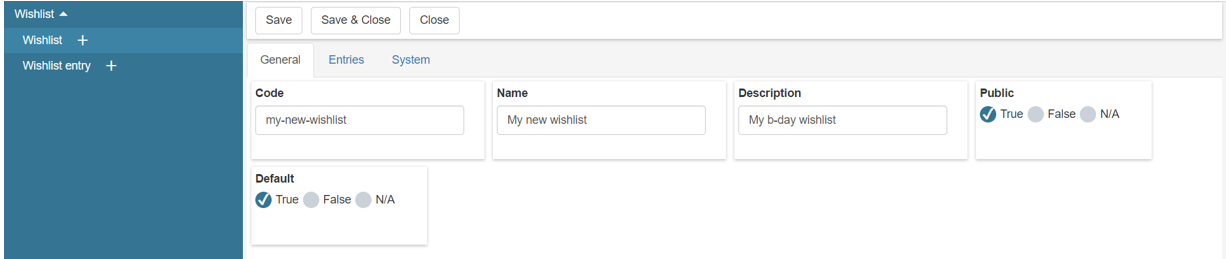 Wishlist
Wishlist +
Wishlist entry +
Save Save & Close Close
General Entries System
Code Name Description Public
my-new-wishlist My new wishlist My b-day wishlist True False N/A
Default
True False N/A